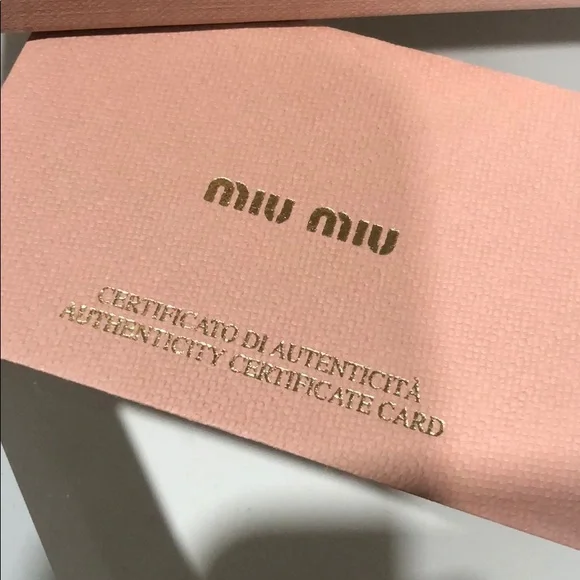 miu miu
CERTIFICATO DI AUTENTICITÀ
AUTHENTICITY CERTIFICATE CARD